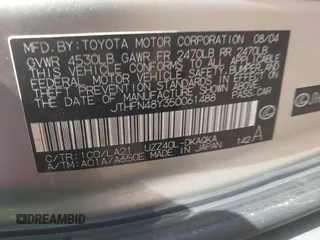 MFD. BY: TOYOTA MOTOR CORPORATION 08/04
GVWR 4530LB GAWR FR 2470LB RR 2470LB
THIS VEHICLE CONFORMS TO ALL APPLICABLE
FEDERAL MOTOR VEHICLE SAFETY, BUMPER,
AND THEFT PREVENTION STANDARDS IN EFFECT
ON THE DATE OF MANUFACTURE SHOWN ABOVE.
JTHFN48Y350061488
PASS. CAR
C/TR: 1C0/LA21 UZZ40L-DKAQKA
A/TM: A01A/A650E MADE IN JAPAN 142 A
DREAMBID